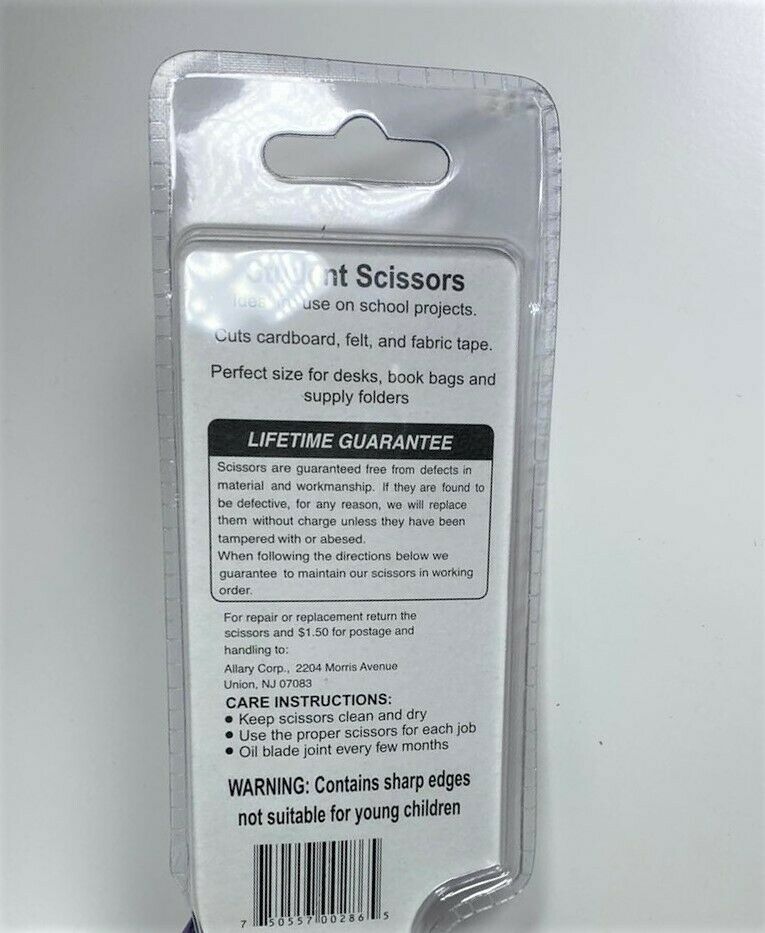 Student Scissors
Ideal for use on school projects.
Cuts cardboard, felt, and fabric tape.
Perfect size for desks, book bags and
supply folders
LIFETIME GUARANTEE
Scissors are guaranteed free from defects in
material and workmanship. If they are found to
be defective, for any reason, we will replace
them without charge unless they have been
tampered with or abesed.
When following the directions below we
guarantee to maintain our scissors in working
order.
For repair or replacement return the
scissors and $1.50 for postage and
handling to:
Allary Corp., 2204 Morris Avenue
Union, NJ 07083
CARE INSTRUCTIONS:
• Keep scissors clean and dry
• Use the proper scissors for each job
• Oil blade joint every few months
WARNING: Contains sharp edges
not suitable for young children
7 50557 00286 5